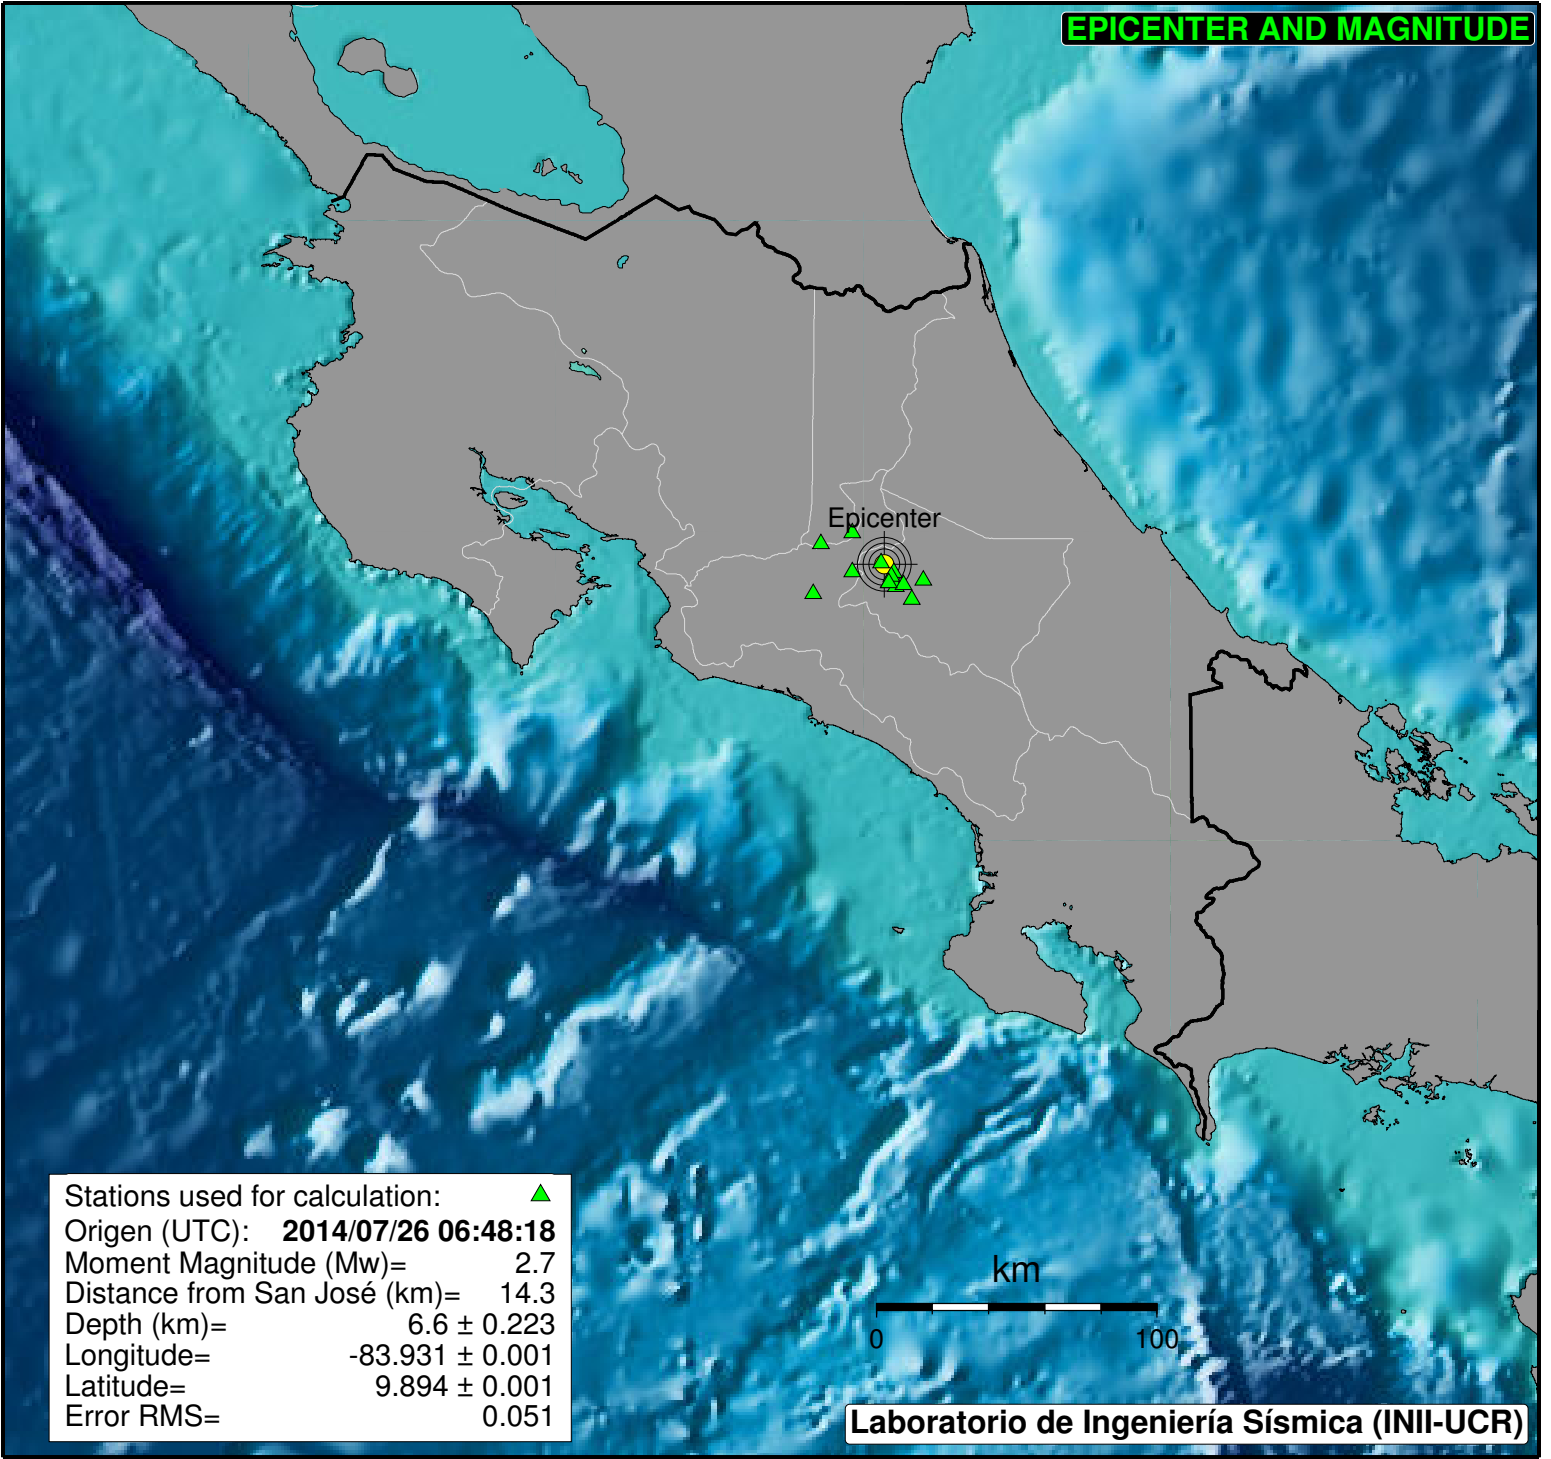 EPICENTER AND MAGNITUDE
Epicenter
Stations used for calculation:
Origen (UTC): 2014/07/26 06:48:18
Moment Magnitude (Mw)= 2.7
Distance from San José (km)= 14.3
Depth (km)= 6.6 ± 0.223
Longitude= -83.931 ± 0.001
Latitude= 9.894 ± 0.001
Error RMS= 0.051
km
0 100
Laboratorio de Ingeniería Sísmica (INII-UCR)